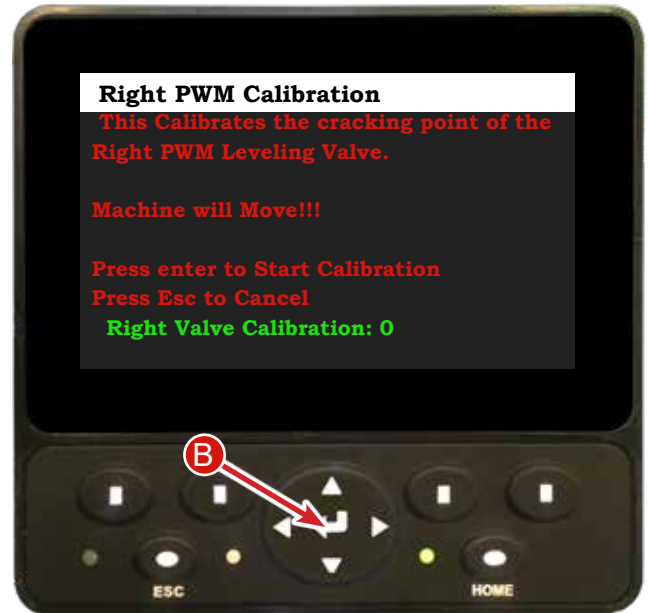 Right PWM Calibration
This Calibrates the cracking point of the
Right PWM Leveling Valve.
Machine will Move!!!
Press enter to Start Calibration
Press Esc to Cancel
Right Valve Calibration: 0
B
ESC
HOME